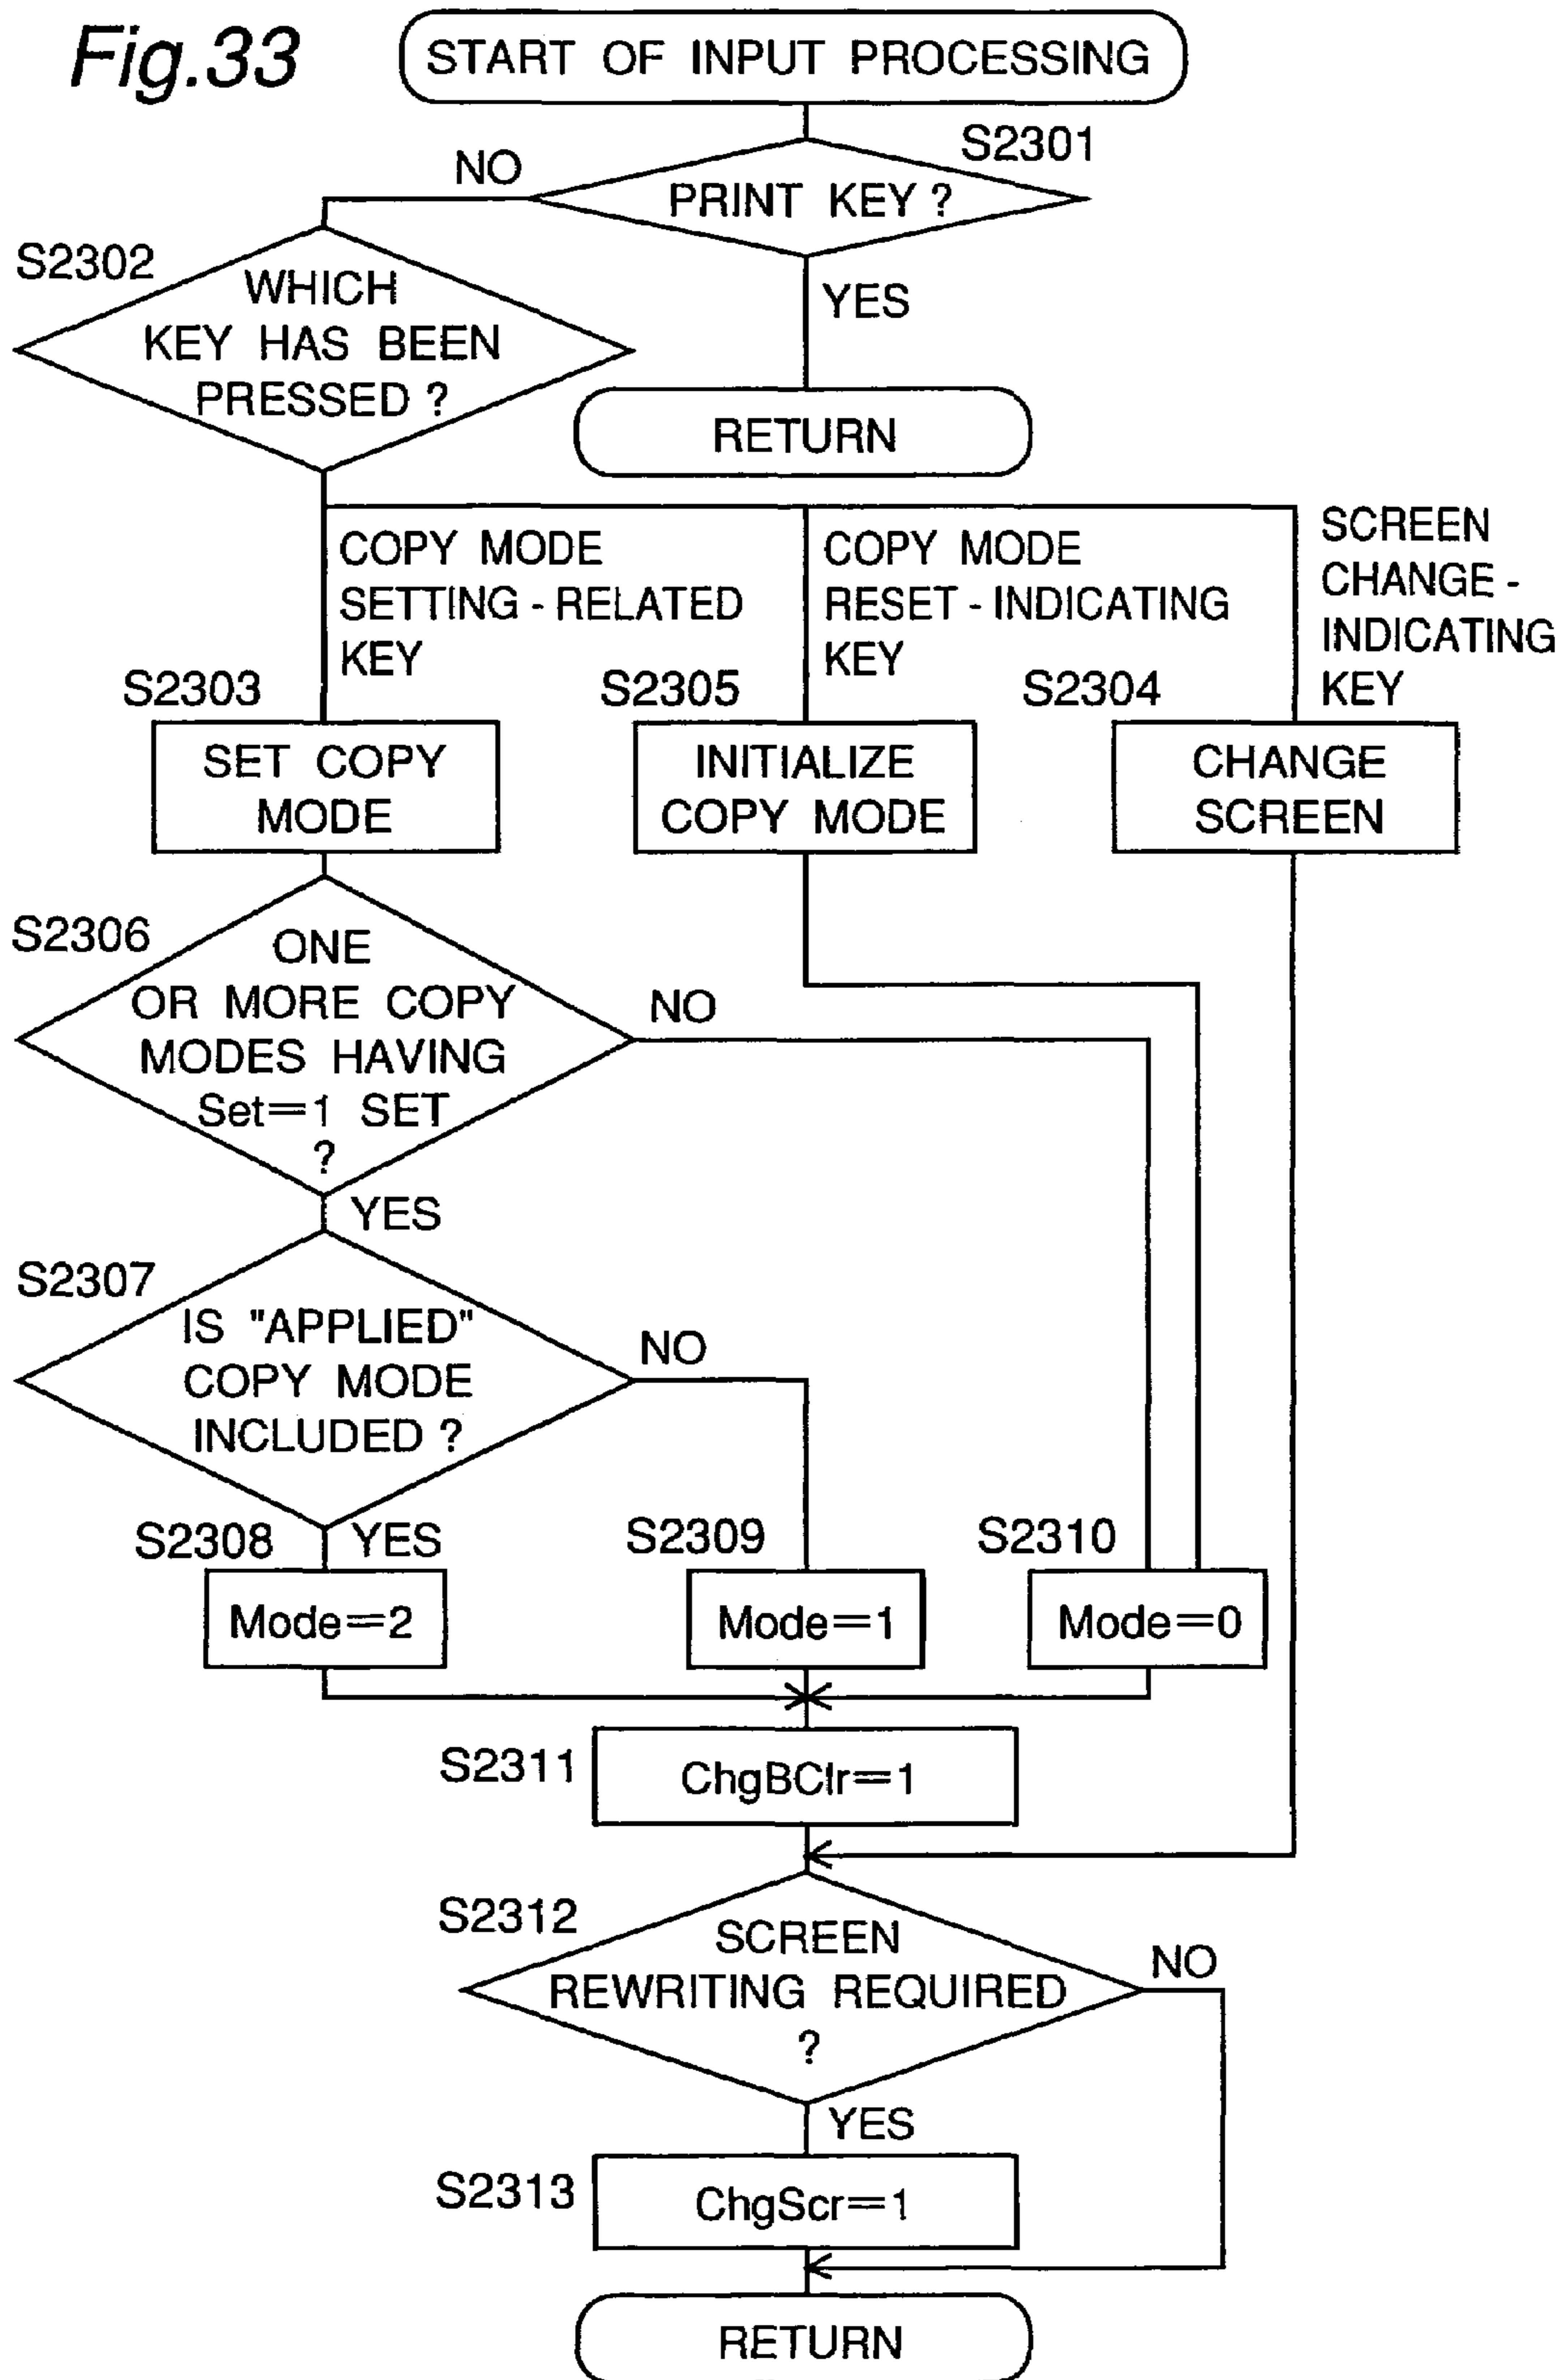 Fig.33
START OF INPUT PROCESSING
S2301
PRINT KEY ?
NO
YES
RETURN
S2302
WHICH
KEY HAS BEEN
PRESSED ?
COPY MODE
SETTING - RELATED
KEY
COPY MODE
RESET - INDICATING
KEY
SCREEN
CHANGE -
INDICATING
KEY
S2303
SET COPY
MODE
S2305
INITIALIZE
COPY MODE
S2304
CHANGE
SCREEN
S2306
ONE
OR MORE COPY
MODES HAVING
Set=1 SET
?
NO
YES
S2307
IS "APPLIED"
COPY MODE
INCLUDED ?
NO
YES
S2308
Mode=2
S2309
Mode=1
S2310
Mode=0
S2311
ChgBClr=1
S2312
SCREEN
REWRITING REQUIRED
?
NO
YES
S2313
ChgScr=1
RETURN